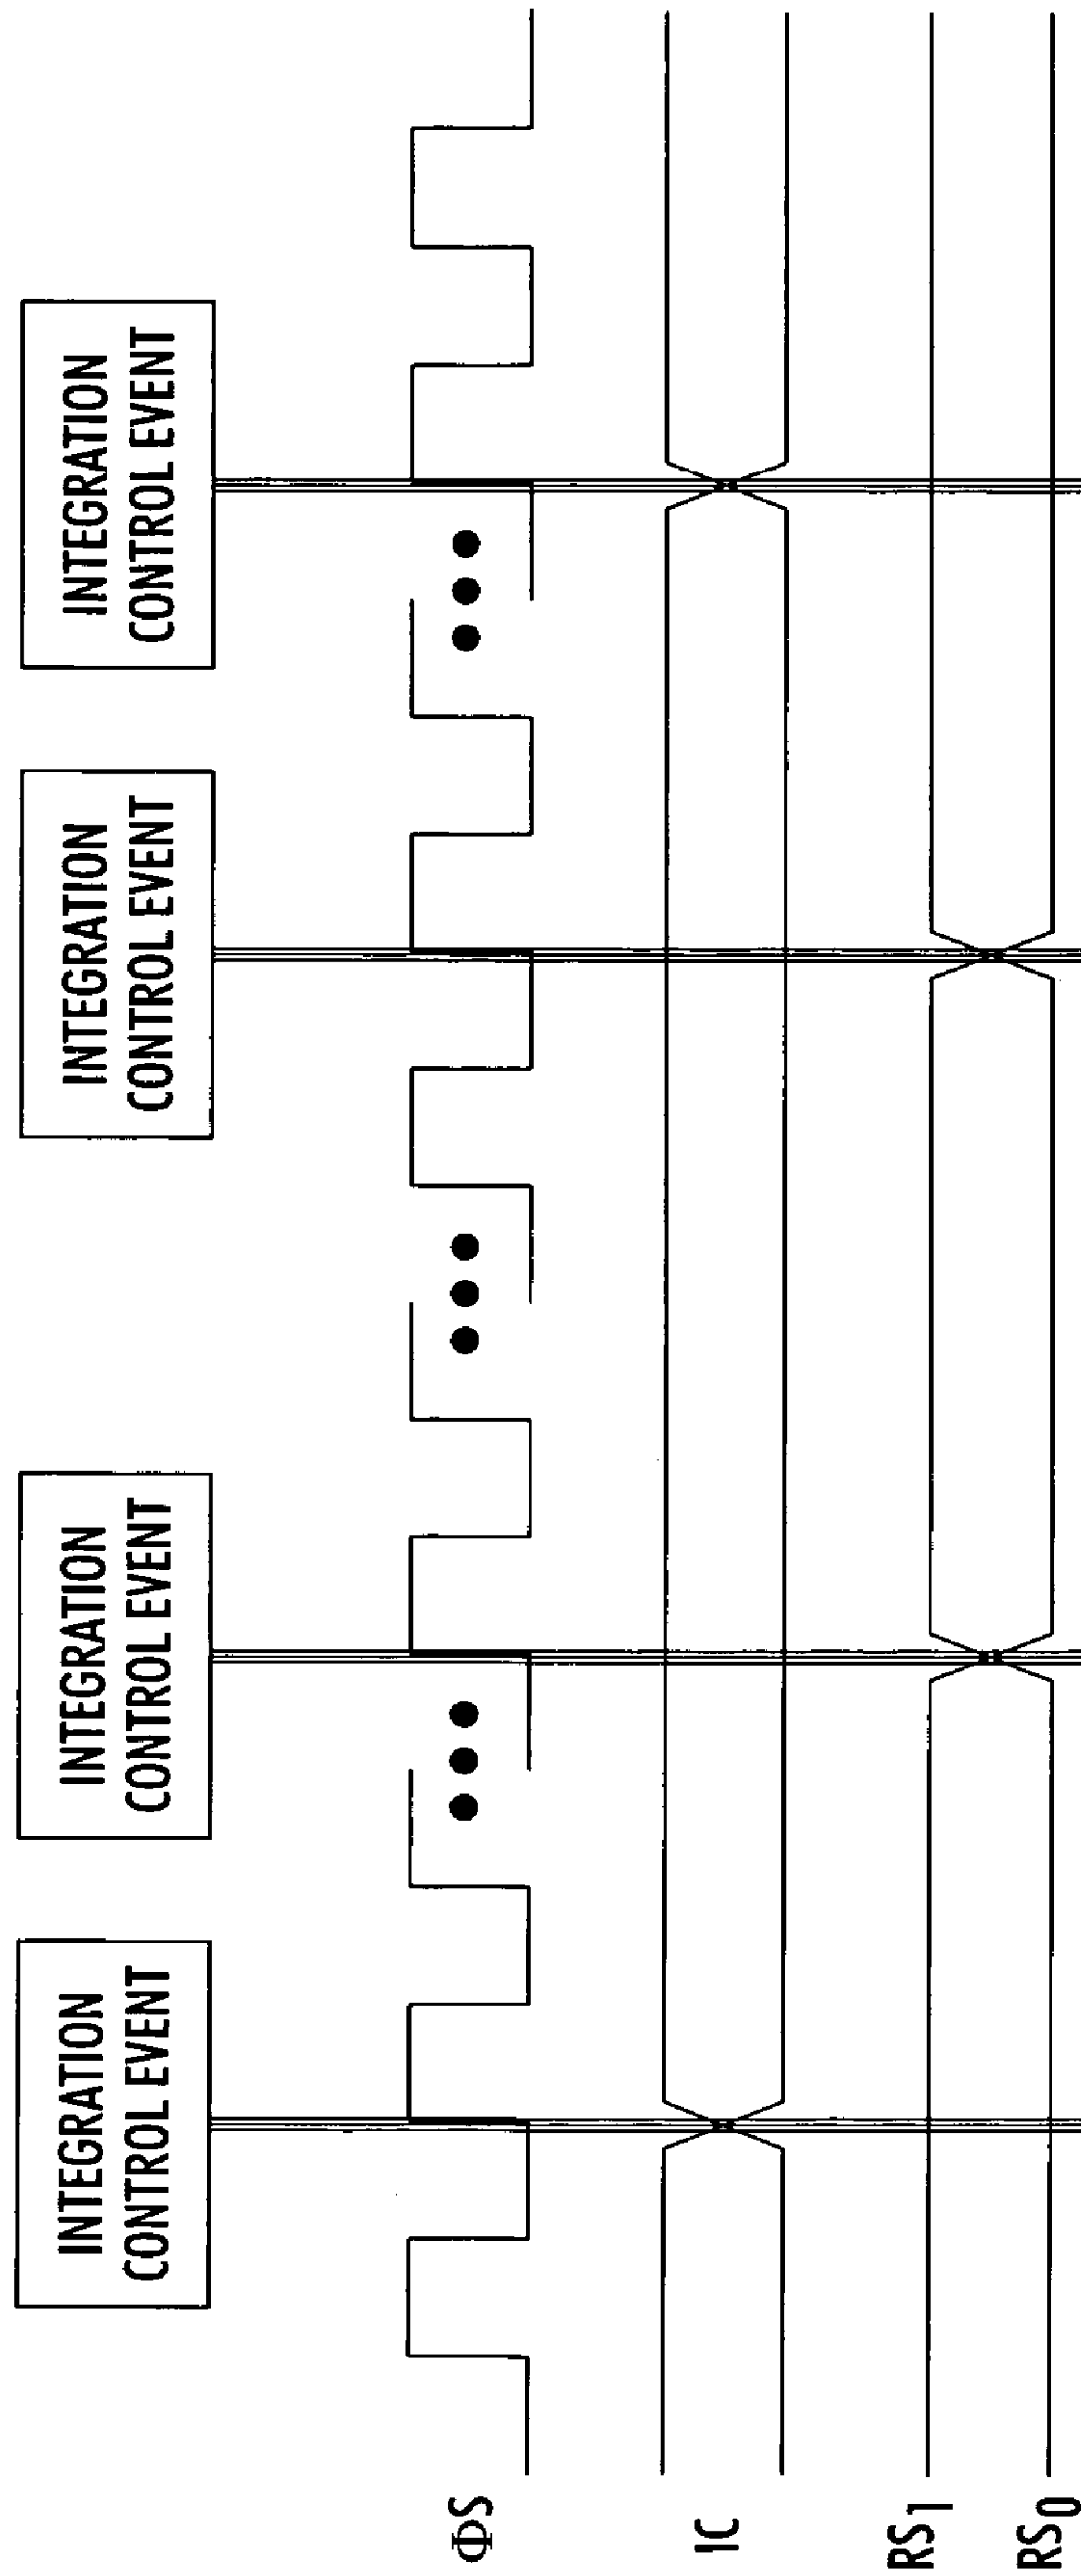 INTEGRATION
CONTROL EVENT
INTEGRATION
CONTROL EVENT
INTEGRATION
CONTROL EVENT
INTEGRATION
CONTROL EVENT
ΦS
IC
RS1
RS0